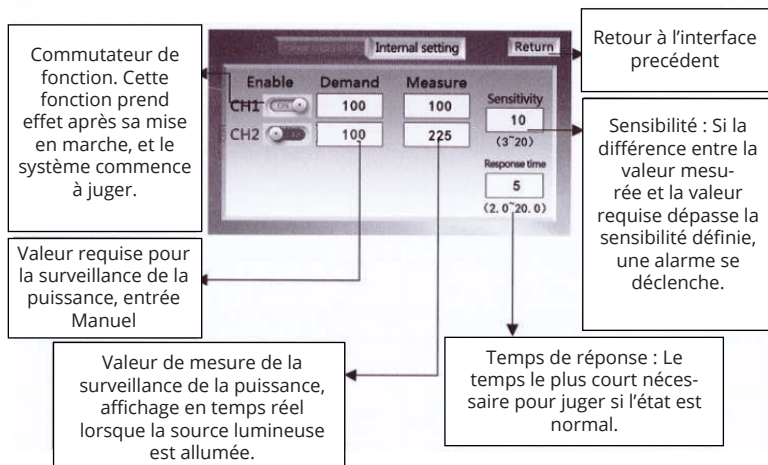 Commutateur de
fonction. Cette
fonction prend
effet après sa mise
en marche, et le
système commence
à juger.
Valeur requise pour
la surveillance de la
puissance, entrée
Manuel
Valeur de mesure de la
surveillance de la puissance,
affichage en temps réel
lorsque la source lumineuse
est allumée.
Internal setting
Return
Enable Demand Measure
CH1 ON 100 100
CH2 100 225
Sensitivity
10
(3~20)
Response time
5
(2.0~20.0)
Retour à l’interface
precédent
Sensibilité : Si la
différence entre la
valeur mesu-
rée et la valeur
requise dépasse la
sensibilité définie,
une alarme se
déclenche.
Temps de réponse : Le
temps le plus court néces-
saire pour juger si l’état est
normal.